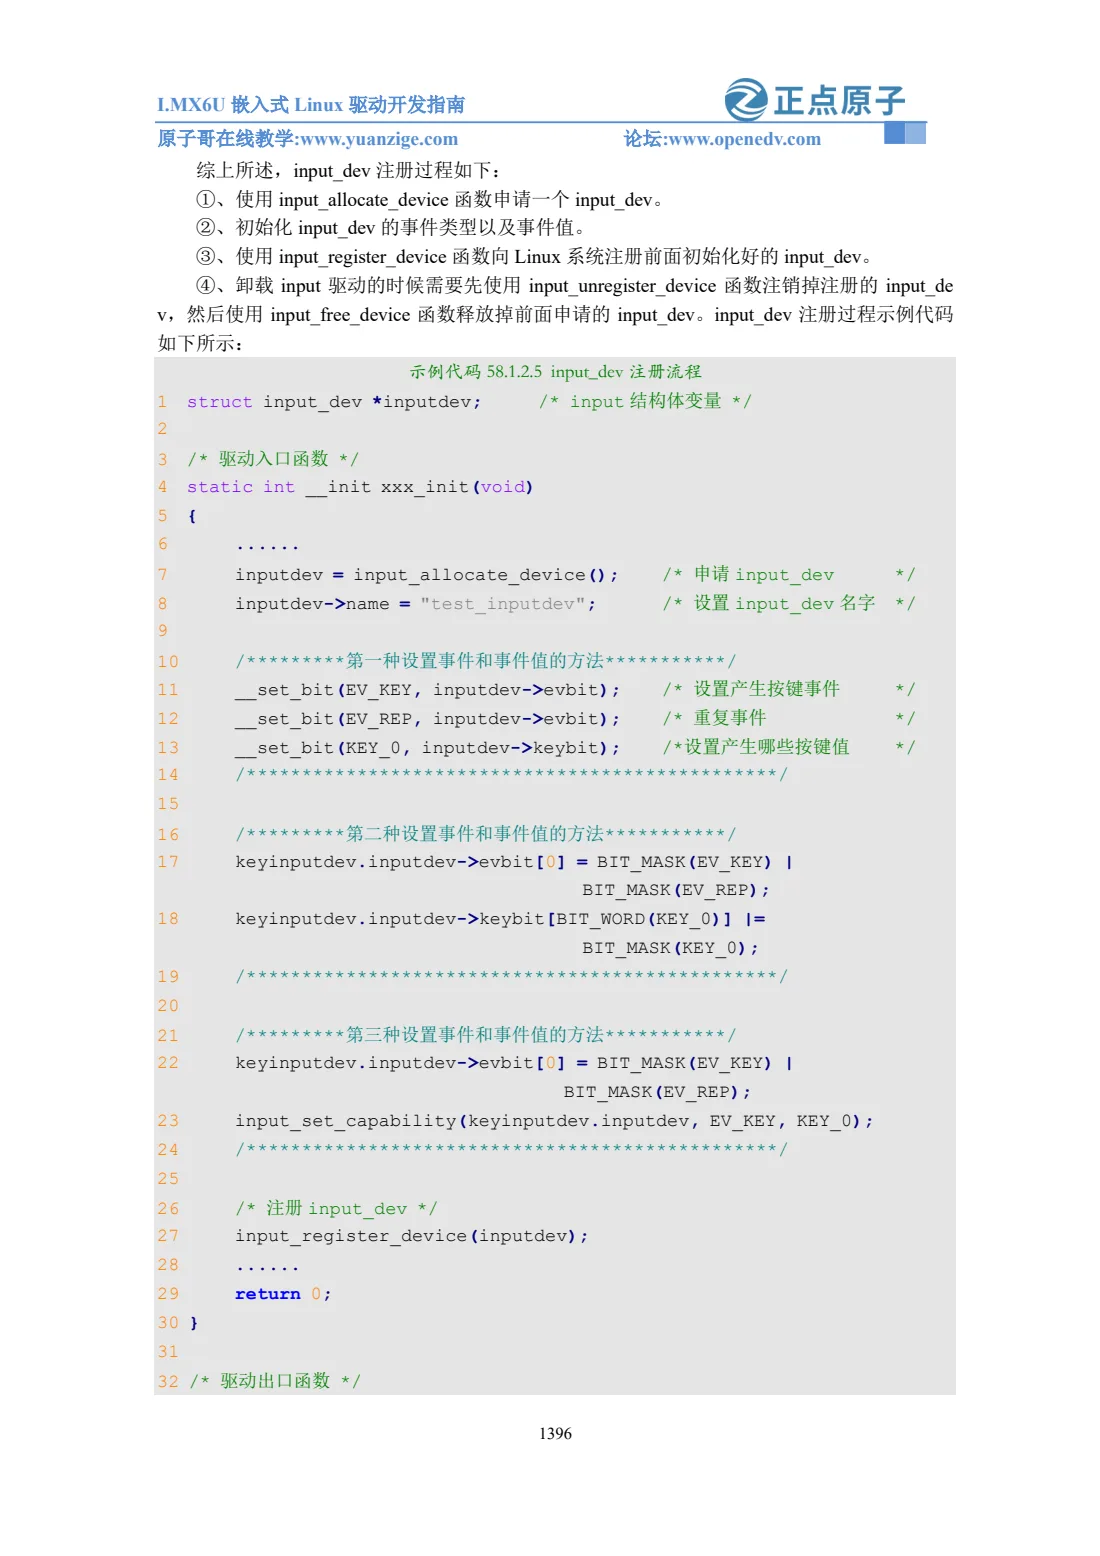 I.MX6U 嵌入式 Linux 驱动开发指南
正点原子
原子哥在线教学:www.yuanzige.com 论坛:www.openedv.com
综上所述，input_dev 注册过程如下：
①、使用 input_allocate_device 函数申请一个 input_dev。
②、初始化 input_dev 的事件类型以及事件值。
③、使用 input_register_device 函数向 Linux 系统注册前面初始化好的 input_dev。
④、卸载 input 驱动的时候需要先使用 input_unregister_device 函数注销掉注册的 input_de
v，然后使用 input_free_device 函数释放掉前面申请的 input_dev。input_dev 注册过程示例代码
如下所示：
示例代码 58.1.2.5 input_dev 注册流程
1 struct input_dev *inputdev; /* input 结构体变量 */
2
3 /* 驱动入口函数 */
4 static int __init xxx_init(void)
5 {
6 ......
7 inputdev = input_allocate_device(); /* 申请 input_dev */
8 inputdev->name = "test_inputdev"; /* 设置 input_dev 名字 */
9
10 /*********第一种设置事件和事件值的方法***********/
11 __set_bit(EV_KEY, inputdev->evbit); /* 设置产生按键事件 */
12 __set_bit(EV_REP, inputdev->evbit); /* 重复事件 */
13 __set_bit(KEY_0, inputdev->keybit); /*设置产生哪些按键值 */
14 /************************************************/
15
16 /*********第二种设置事件和事件值的方法***********/
17 keyinputdev.inputdev->evbit[0] = BIT_MASK(EV_KEY) |
BIT_MASK(EV_REP);
18 keyinputdev.inputdev->keybit[BIT_WORD(KEY_0)] |=
BIT_MASK(KEY_0);
19 /************************************************/
20
21 /*********第三种设置事件和事件值的方法***********/
22 keyinputdev.inputdev->evbit[0] = BIT_MASK(EV_KEY) |
BIT_MASK(EV_REP);
23 input_set_capability(keyinputdev.inputdev, EV_KEY, KEY_0);
24 /************************************************/
25
26 /* 注册 input_dev */
27 input_register_device(inputdev);
28 ......
29 return 0;
30 }
31
32 /* 驱动出口函数 */
1396